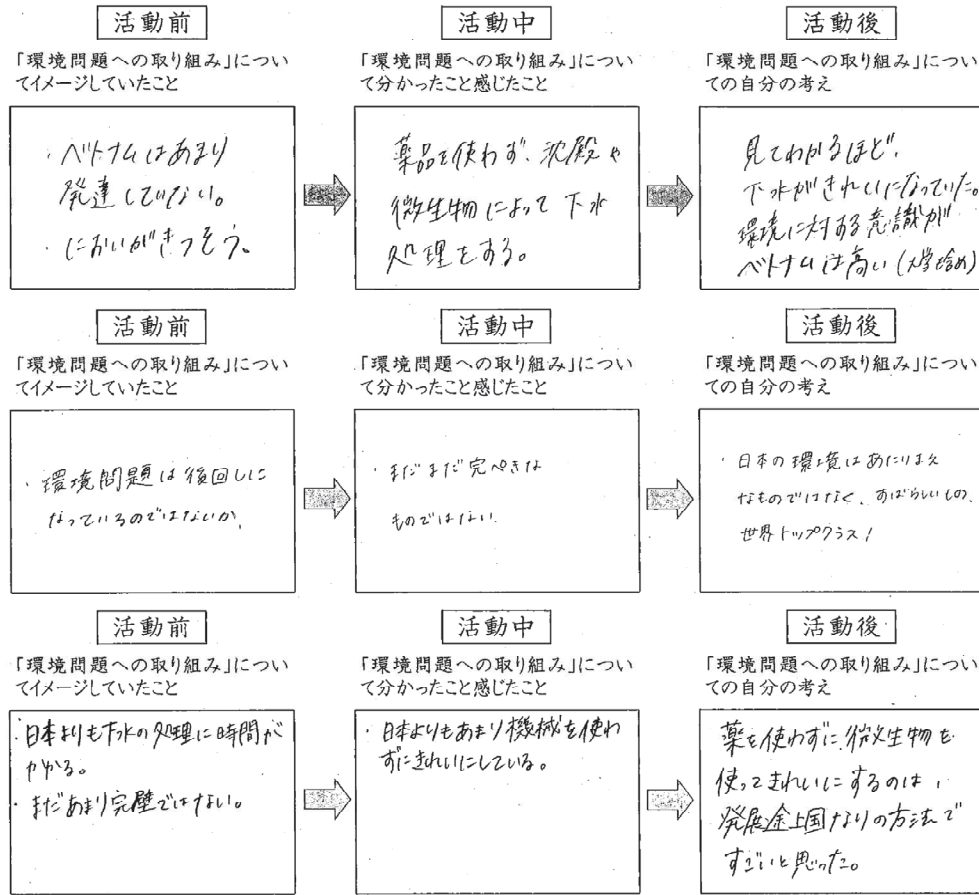 活動前
「環境問題への取り組み」につい
てイメージしていたこと
・ベトナムはあまり
発達していない。
・においがきつそう。
活動中
「環境問題への取り組み」につい
て分かったこと感じたこと
薬品を使わず、沈殿や
微生物によって下水
処理をする。
活動後
「環境問題への取り組み」につい
ての自分の考え
見てわかるほど、
下水がきれいになっていた。
環境に対する意識が
ベトナムは高い(大学含め)
活動前
「環境問題への取り組み」につい
てイメージしていたこと
・環境問題は後回しに
なっているのではないか、
活動中
「環境問題への取り組み」につい
て分かったこと感じたこと
・まだまだ完ぺきな
ものではない
活動後
「環境問題への取り組み」につい
ての自分の考え
・日本の環境はあたりまえ
なものではなく、すばらしいもの、
世界トップクラス!
活動前
「環境問題への取り組み」につい
てイメージしていたこと
・日本よりも下水の処理に時間が
かかる。
・まだあまり完璧ではない。
活動中
「環境問題への取り組み」につい
て分かったこと感じたこと
・日本よりもあまり機械を使わ
ずにきれいにしている。
活動後
「環境問題への取り組み」につい
ての自分の考え
薬を使わずに微生物を
使ってきれいにするのは、
発展途上国なりの方法で
すごいと思った。